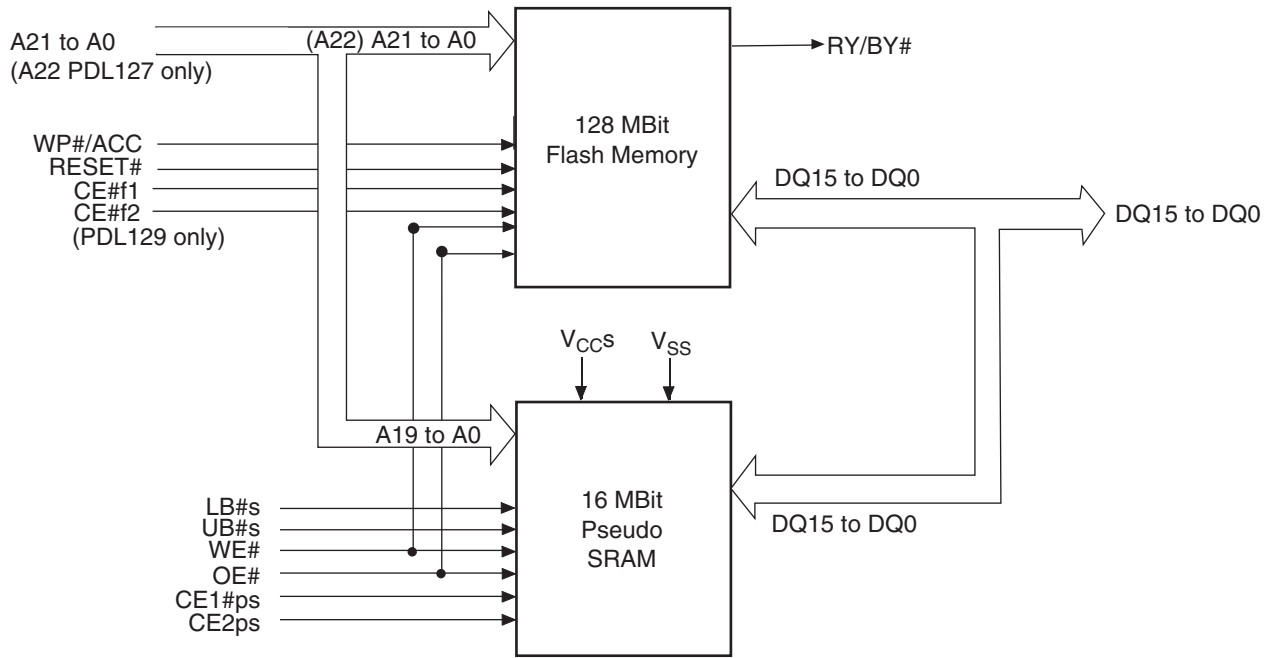 A21 to A0
(A22 PDL127 only)
(A22) A21 to A0
RY/BY#
WP#/ACC
RESET#
CE#f1
CE#f2
(PDL129 only)
128 MBit
Flash Memory
DQ15 to DQ0
DQ15 to DQ0
VCCs
VSS
A19 to A0
LB#s
UB#s
WE#
OE#
CE1#ps
CE2ps
16 MBit
Pseudo
SRAM
DQ15 to DQ0